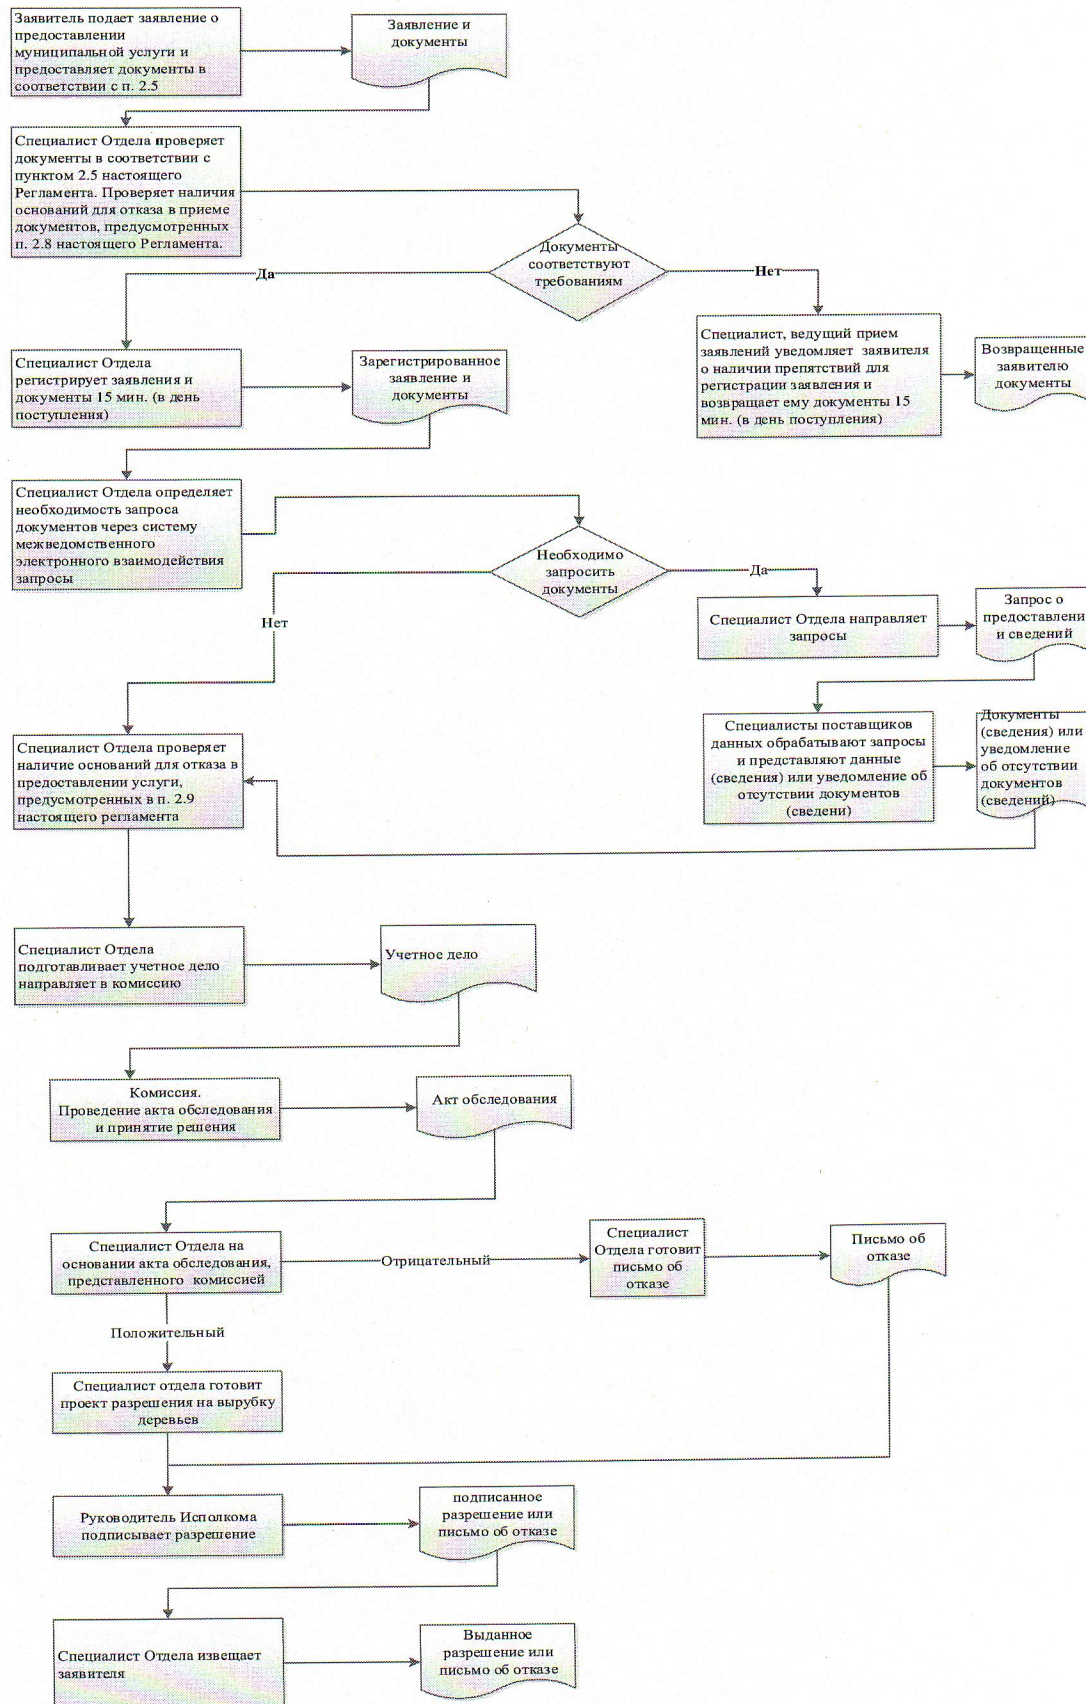 Заявитель подает заявление о
предоставлении
муниципальной услуги и
предоставляет документы в
соответствии с п. 2.5
Заявление и
документы
Специалист Отдела проверяет
документы в соответствии с
пунктом 2.5 настоящего
Регламента. Проверяет наличия
оснований для отказа в приеме
документов, предусмотренных
п. 2.8 настоящего Регламента.
Документы
соответствуют
требованиям
Да
Нет
Специалист Отдела
регистрирует заявления и
документы 15 мин. (в день
поступления)
Зарегистрированное
заявление и
документы
Специалист, ведущий прием
заявлений уведомляет заявителя
о наличии препятствий для
регистрации заявления и
возвращает ему документы 15
мин. (в день поступления)
Возвращенные
заявителю
документы
Специалист Отдела определяет
необходимость запроса
документов через систему
межведомственного
электронного взаимодействия
запросы
Необходимо
запросить
документы
Да
Нет
Специалист Отдела направляет
запросы
Запрос о
предоставлени
и сведений
Специалисты поставщиков
данных обрабатывают запросы
и представляют данные
(сведения) или уведомление об
отсутствии документов
(сведени)
Документы
(сведения) или
уведомление
об отсутствии
документов
(сведений)
Специалист Отдела проверяет
наличие оснований для отказа в
предоставлении услуги,
предусмотренных в п. 2.9
настоящего регламента
Специалист Отдела
подготавливает учетное дело
направляет в комиссию
Учетное дело
Комиссия.
Проведение акта обследования
и принятие решения
Акт обследования
Специалист Отдела на
основании акта обследования,
представленного комиссией
Отрицательный
Специалист
Отдела готовит
письмо об
отказе
Письмо об
отказе
Положительный
Специалист отдела готовит
проект разрешения на вырубку
деревьев
Руководитель Исполкома
подписывает разрешение
подписанное
разрешение или
письмо об отказе
Специалист Отдела извещает
заявителя
Выданное
разрешение или
письмо об отказе